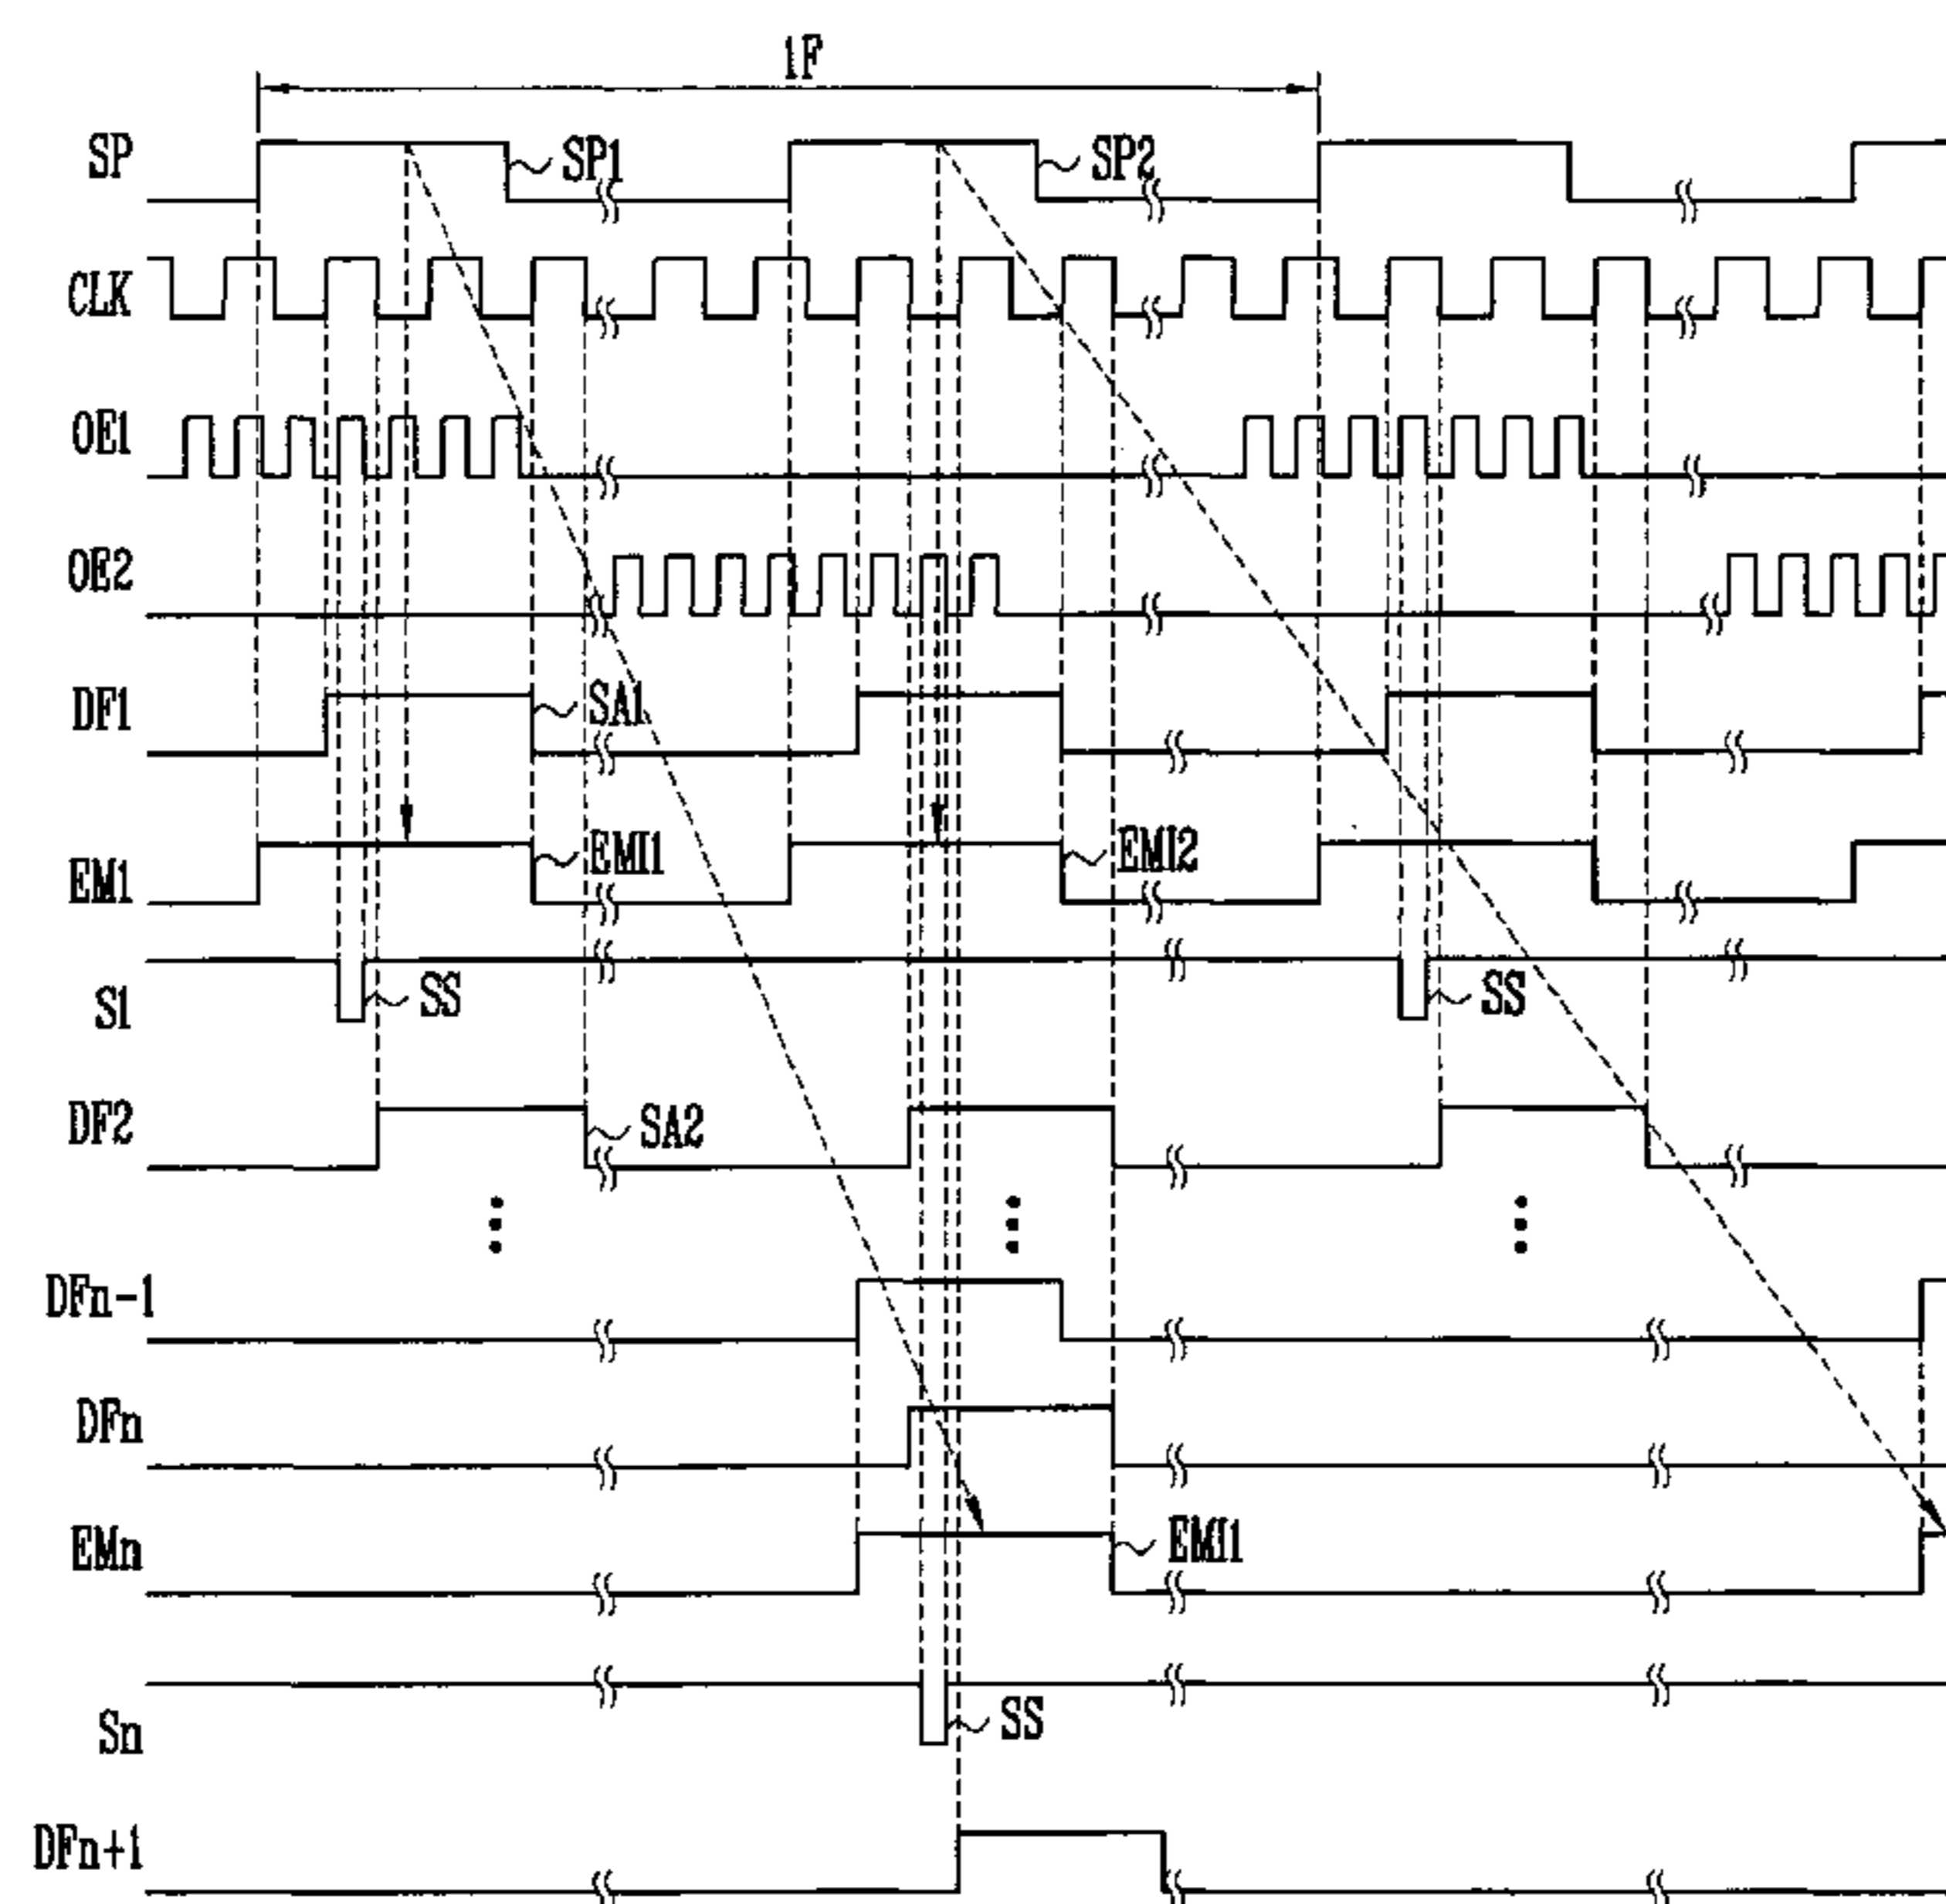 1F
SP SP1 SP2
CLK
OE1
OE2
DF1 SA1
EM1 EMI1 EMI2
S1 SS SS
DF2 SA2
DFn-1
DFn
EMn EMI1
Sn SS
DFn+1